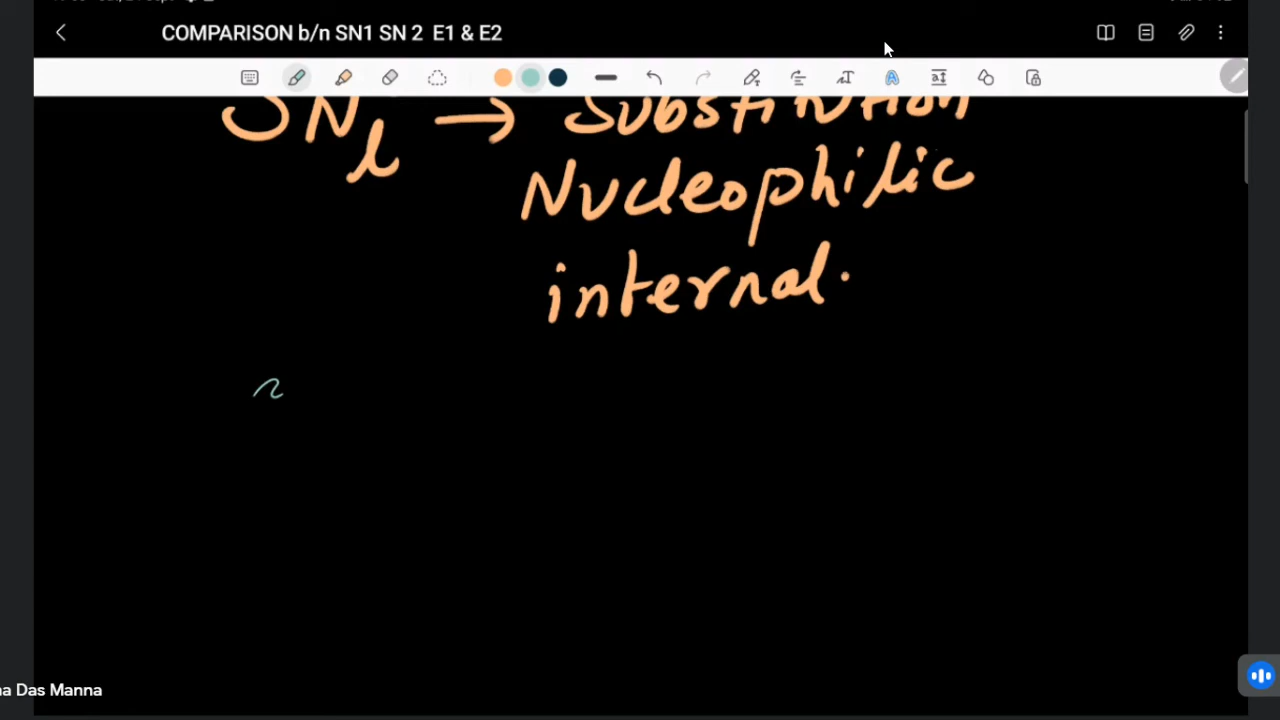 COMPARISON b/n SN1 SN 2 E1 & E2
SNi → Substitution
Nucleophilic
internal.
Das Manna